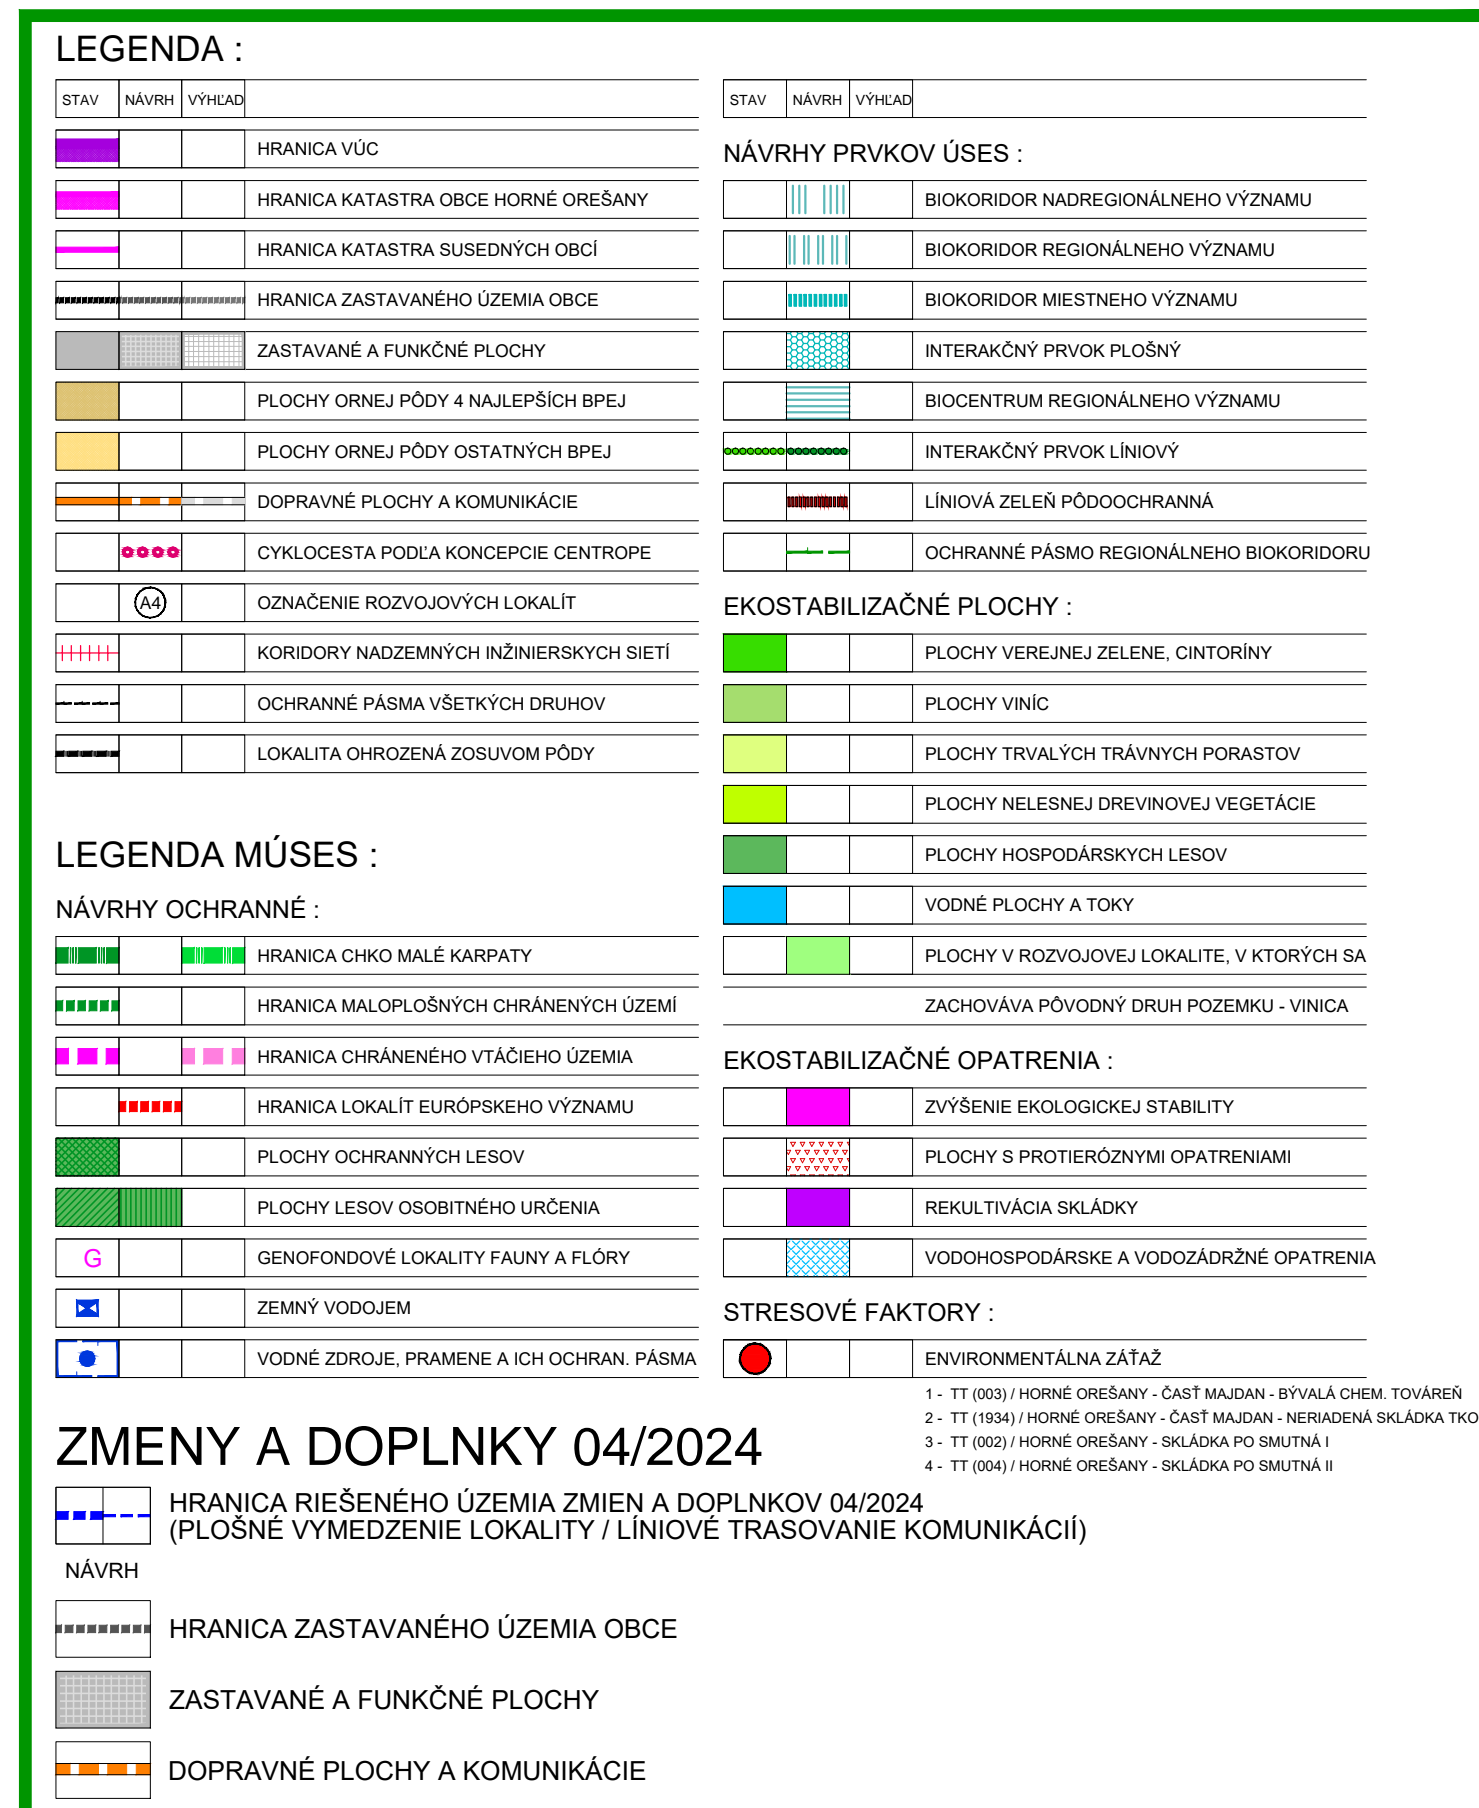 LEGENDA :
STAV NÁVRH VÝHĽAD
HRANICA VÚC
HRANICA KATASTRA OBCE HORNÉ OREŠANY
HRANICA KATASTRA SUSEDNÝCH OBCÍ
HRANICA ZASTAVANÉHO ÚZEMIA OBCE
ZASTAVANÉ A FUNKČNÉ PLOCHY
PLOCHY ORNEJ PÔDY 4 NAJLEPŠÍCH BPEJ
PLOCHY ORNEJ PÔDY OSTATNÝCH BPEJ
DOPRAVNÉ PLOCHY A KOMUNIKÁCIE
CYKLOCESTA PODĽA KONCEPCIE CENTROPE
A4 OZNAČENIE ROZVOJOVÝCH LOKALÍT
KORIDORY NADZEMNÝCH INŽINIERSKYCH SIETÍ
OCHRANNÉ PÁSMA VŠETKÝCH DRUHOV
LOKALITA OHROZENÁ ZOSUVOM PÔDY
LEGENDA MÚSES :
NÁVRHY OCHRANNÉ :
HRANICA CHKO MALÉ KARPATY
HRANICA MALOPLOŠNÝCH CHRÁNENÝCH ÚZEMÍ
HRANICA CHRÁNENÉHO VTÁČIEHO ÚZEMIA
HRANICA LOKALÍT EURÓPSKEHO VÝZNAMU
PLOCHY OCHRANNÝCH LESOV
PLOCHY LESOV OSOBITNÉHO URČENIA
G GENOFONDOVÉ LOKALITY FAUNY A FLÓRY
ZEMNÝ VODOJEM
VODNÉ ZDROJE, PRAMENE A ICH OCHRAN. PÁSMA
STAV NÁVRH VÝHĽAD
NÁVRHY PRVKOV ÚSES :
BIOKORIDOR NADREGIONÁLNEHO VÝZNAMU
BIOKORIDOR REGIONÁLNEHO VÝZNAMU
BIOKORIDOR MIESTNEHO VÝZNAMU
INTERAKČNÝ PRVOK PLOŠNÝ
BIOCENTRUM REGIONÁLNEHO VÝZNAMU
INTERAKČNÝ PRVOK LÍNIOVÝ
LÍNIOVÁ ZELEŇ PÔDOOCHRANNÁ
OCHRANNÉ PÁSMO REGIONÁLNEHO BIOKORIDORU
EKOSTABILIZAČNÉ PLOCHY :
PLOCHY VEREJNEJ ZELENE, CINTORÍNY
PLOCHY VINÍC
PLOCHY TRVALÝCH TRÁVNYCH PORASTOV
PLOCHY NELESNEJ DREVINOVEJ VEGETÁCIE
PLOCHY HOSPODÁRSKYCH LESOV
VODNÉ PLOCHY A TOKY
PLOCHY V ROZVOJOVEJ LOKALITE, V KTORÝCH SA
ZACHOVÁVA PÔVODNÝ DRUH POZEMKU - VINICA
EKOSTABILIZAČNÉ OPATRENIA :
ZVÝŠENIE EKOLOGICKEJ STABILITY
PLOCHY S PROTIERÓZNYMI OPATRENIAMI
REKULTIVÁCIA SKLÁDKY
VODOHOSPODÁRSKE A VODOZÁDRŽNÉ OPATRENIA
STRESOVÉ FAKTORY :
ENVIRONMENTÁLNA ZÁŤAŽ
1 - TT (003) / HORNÉ OREŠANY - ČASŤ MAJDAN - BÝVALÁ CHEM. TOVÁREŇ
2 - TT (1934) / HORNÉ OREŠANY - ČASŤ MAJDAN - NERIADENÁ SKLÁDKA TKO
3 - TT (002) / HORNÉ OREŠANY - SKLÁDKA PO SMUTNÁ I
4 - TT (004) / HORNÉ OREŠANY - SKLÁDKA PO SMUTNÁ II
ZMENY A DOPLNKY 04/2024
HRANICA RIEŠENÉHO ÚZEMIA ZMIEN A DOPLNKOV 04/2024
(PLOŠNÉ VYMEDZENIE LOKALITY / LÍNIOVÉ TRASOVANIE KOMUNIKÁCIÍ)
NÁVRH
HRANICA ZASTAVANÉHO ÚZEMIA OBCE
ZASTAVANÉ A FUNKČNÉ PLOCHY
DOPRAVNÉ PLOCHY A KOMUNIKÁCIE